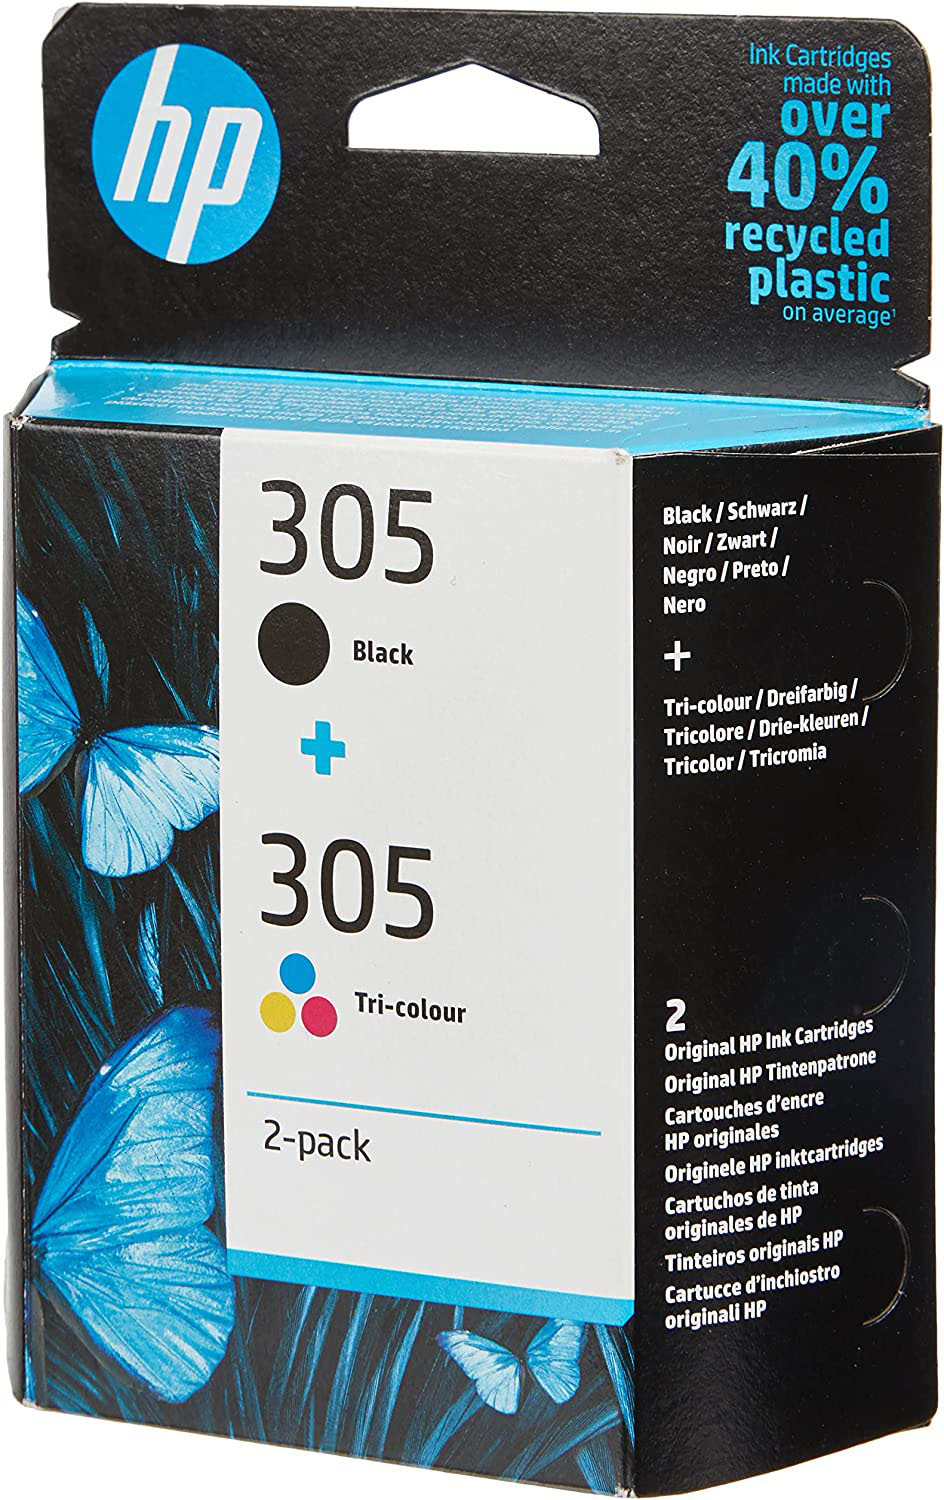 hp
Ink Cartridges
made with
over
40%
recycled
plastic
on average¹
305
Black
+
305
Tri-colour
2-pack
Black / Schwarz /
Noir / Zwart /
Negro / Preto /
Nero
+
Tri-colour / Dreifarbig /
Tricolore / Drie-kleuren /
Tricolor / Tricromia
2
Original HP Ink Cartridges
Original HP Tintenpatrone
Cartouches d'encre
HP originales
Originele HP inktcartridges
Cartuchos de tinta
originales de HP
Tinteiros originais HP
Cartucce d'inchiostro
originali HP